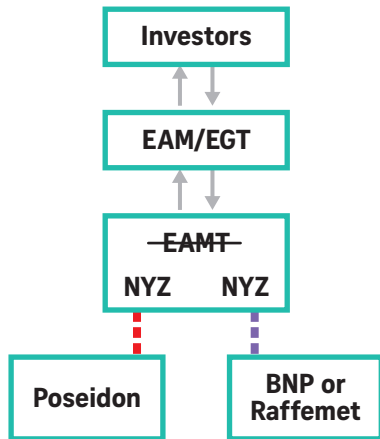 Investors
EAM/EGT
EAMT
NYZ NYZ
Poseidon
BNP or
Raffemet